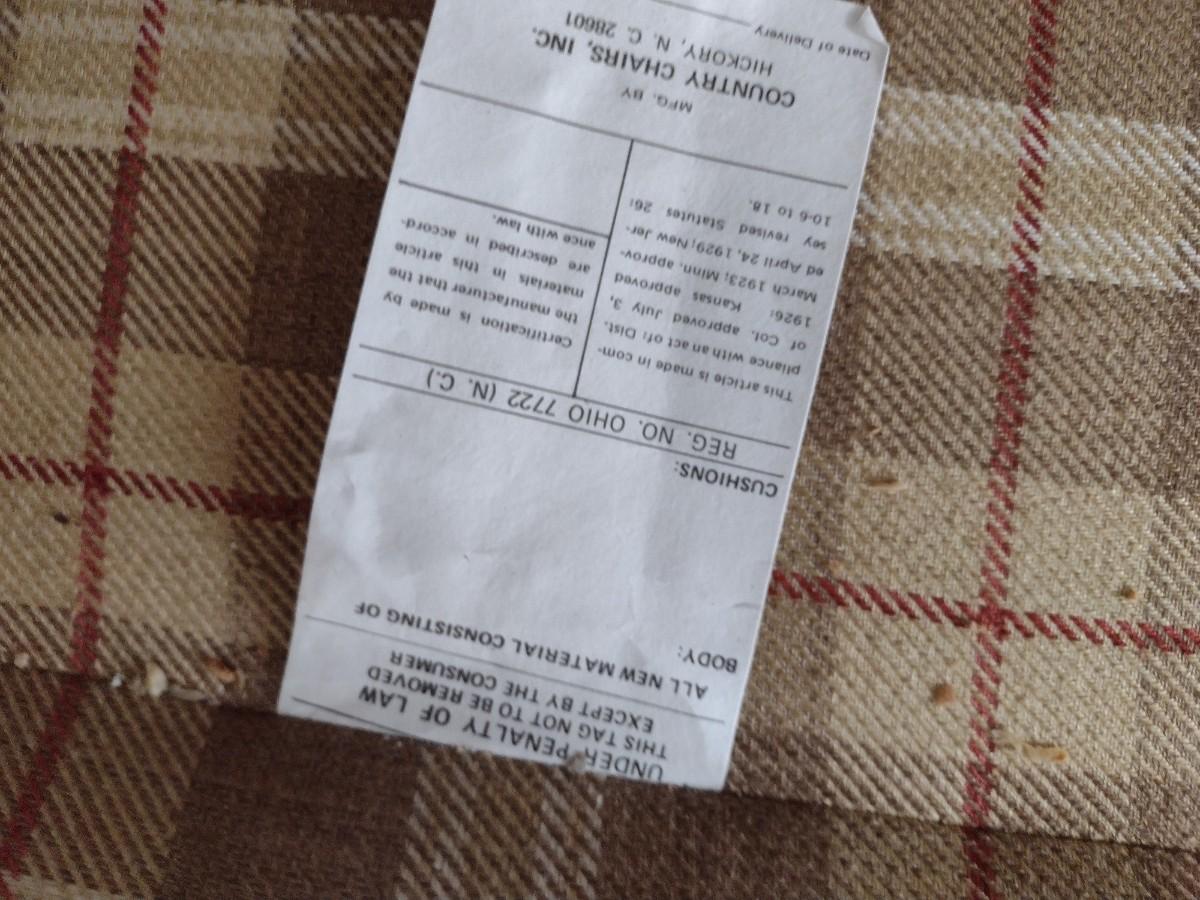 UNDER PENALTY OF LAW
THIS TAG NOT TO BE REMOVED
EXCEPT BY THE CONSUMER
ALL NEW MATERIAL CONSISTING OF
BODY:
CUSHIONS:
REG. NO. OHIO 7722 (N. C.)
This article is made in com-
pliance with an act of: Dist.
of Col. approved July 3,
1926: Kansas approved
March 1923; Minn. approv-
ed April 24, 1929; New Jer-
sey revised Statutes 26:
10-6 to 18.
Certification is made by
the manufacturer that the
materials in this article
are described in accord-
ance with law.
MFG. BY
COUNTRY CHAIRS, INC.
HICKORY, N. C. 28601
Date of Delivery